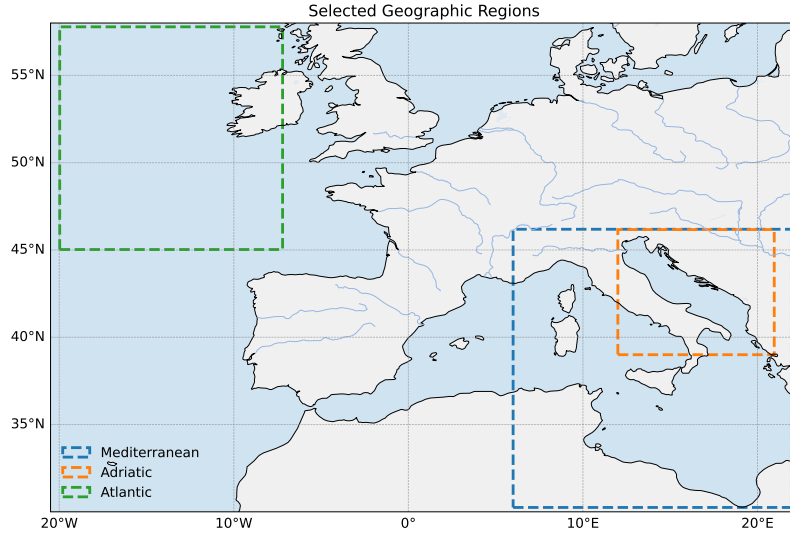 Selected Geographic Regions
55°N
50°N
45°N
40°N
35°N
Mediterranean
Adriatic
Atlantic
20°W
10°W
0°
10°E
20°E